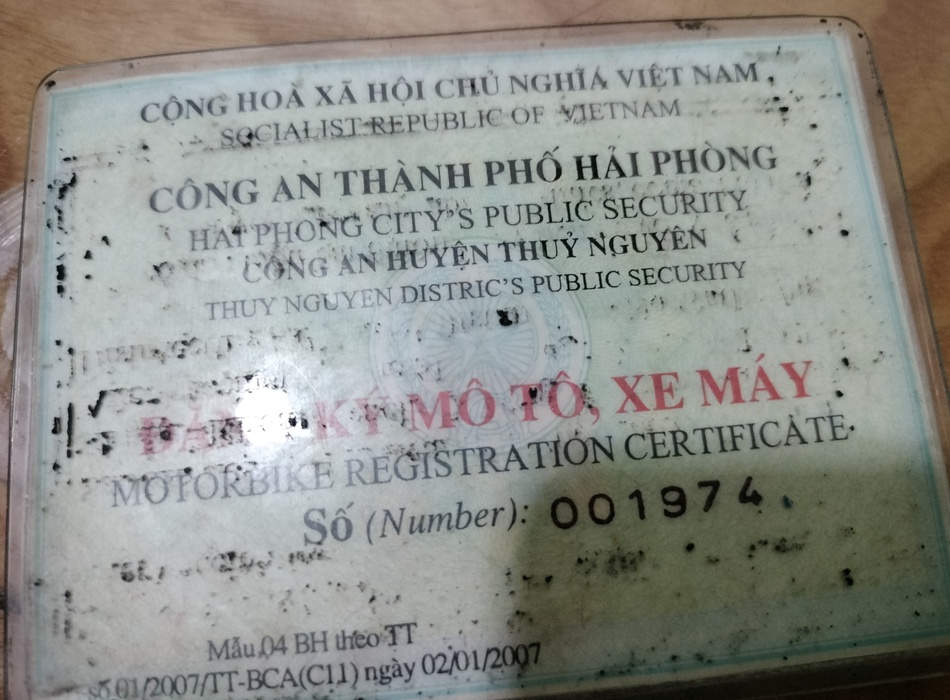 CỘNG HOÀ XÃ HỘI CHỦ NGHĨA VIỆT NAM
SOCIALIST REPUBLIC OF VIETNAM
CÔNG AN THÀNH PHỐ HẢI PHÒNG
HAI PHONG CITY'S PUBLIC SECURITY
CÔNG AN HUYỆN THUỶ NGUYÊN
THUY NGUYEN DISTRIC'S PUBLIC SECURITY
ĐĂNG KÝ MÔ TÔ, XE MÁY
MOTORBIKE REGISTRATION CERTIFICATE
Số (Number): 001974
Mẫu 04 BH theo TT
số 01/2007/TT-BCA(C11) ngày 02/01/2007